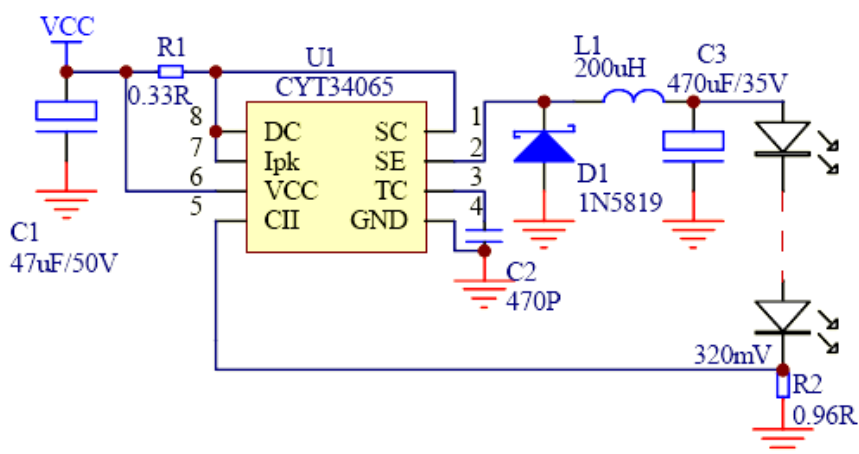 VCC
R1
0.33R
U1
CYT34065
8
DC
SC
1
7
Ipk
SE
2
6
VCC
TC
3
5
CII
GND
4
C1
47uF/50V
C2
470P
L1
200uH
D1
1N5819
C3
470uF/35V
320mV
R2
0.96R